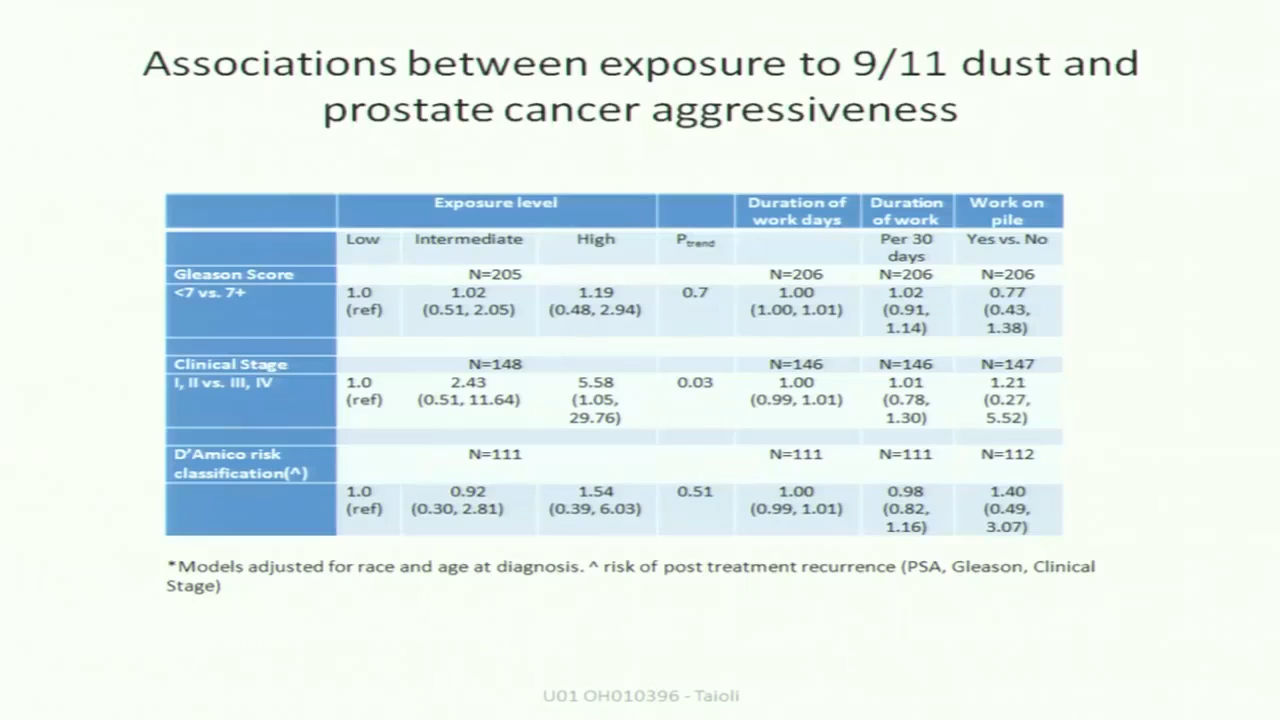 Associations between exposure to 9/11 dust and
prostate cancer aggressiveness
Exposure level Duration of work days Duration of work Work on pile
Low Intermediate High Ptrend Per 30 days Yes vs. No
Gleason Score N=205 N=206 N=206 N=206
<7 vs. 7+ 1.0 (ref) 1.02 (0.51, 2.05) 1.19 (0.48, 2.94) 0.7 1.00 (1.00, 1.01) 1.02 (0.91, 1.14) 0.77 (0.43, 1.38)
Clinical Stage N=148 N=146 N=146 N=147
I, II vs. III, IV 1.0 (ref) 2.43 (0.51, 11.64) 5.58 (1.05, 29.76) 0.03 1.00 (0.99, 1.01) 1.01 (0.78, 1.30) 1.21 (0.27, 5.52)
D'Amico risk classification(^) N=111 N=111 N=111 N=112
1.0 (ref) 0.92 (0.30, 2.81) 1.54 (0.39, 6.03) 0.51 1.00 (0.99, 1.01) 0.98 (0.82, 1.16) 1.40 (0.49, 3.07)
*Models adjusted for race and age at diagnosis. ^ risk of post treatment recurrence (PSA, Gleason, Clinical
Stage)
U01 OH010396 - Taioli